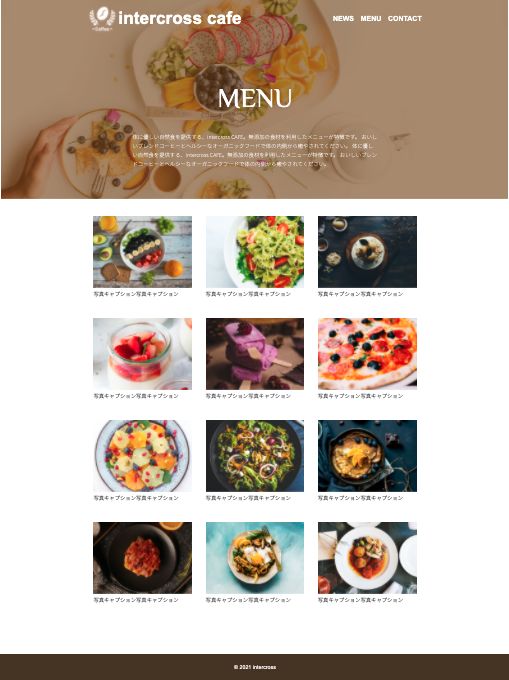 Coffee
intercross cafe
NEWS MENU CONTACT
MENU
体に優しい自然食を提供する、intercross CAFE。無添加の食材を利用したメニューが特徴です。 おいし
いブレンドコーヒーとヘルシーなオーガニックフードで体の内側から癒やされてください。 体に優し
い自然食を提供する、intercross CAFE。無添加の食材を利用したメニューが特徴です。 おいしいブレン
ドコーヒーとヘルシーなオーガニックフードで体の内側から癒やされてください。
写真キャプション写真キャプション
写真キャプション写真キャプション
写真キャプション写真キャプション
写真キャプション写真キャプション
写真キャプション写真キャプション
写真キャプション写真キャプション
写真キャプション写真キャプション
写真キャプション写真キャプション
写真キャプション写真キャプション
写真キャプション写真キャプション
写真キャプション写真キャプション
写真キャプション写真キャプション
© 2021 intercross